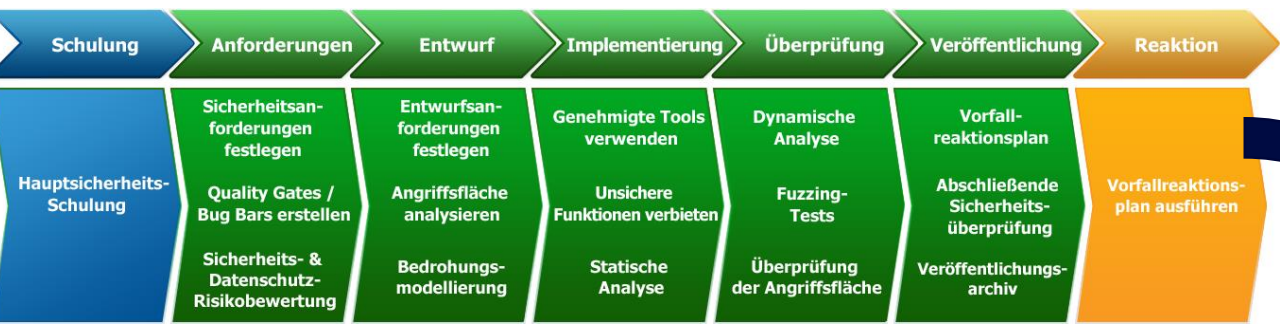 Schulung
Anforderungen
Entwurf
Implementierung
Überprüfung
Veröffentlichung
Reaktion
Hauptsicherheits-
Schulung
Sicherheitsan-
forderungen
festlegen
Quality Gates /
Bug Bars erstellen
Sicherheits- &
Datenschutz-
Risikobewertung
Entwurfsan-
forderungen
festlegen
Angriffsfläche
analysieren
Bedrohungs-
modellierung
Genehmigte Tools
verwenden
Unsichere
Funktionen verbieten
Statische
Analyse
Dynamische
Analyse
Fuzzing-
Tests
Überprüfung
der Angriffsfläche
Vorfall-
reaktionsplan
Abschließende
Sicherheits-
überprüfung
Veröffentlichungs-
archiv
Vorfallreaktions-
plan ausführen